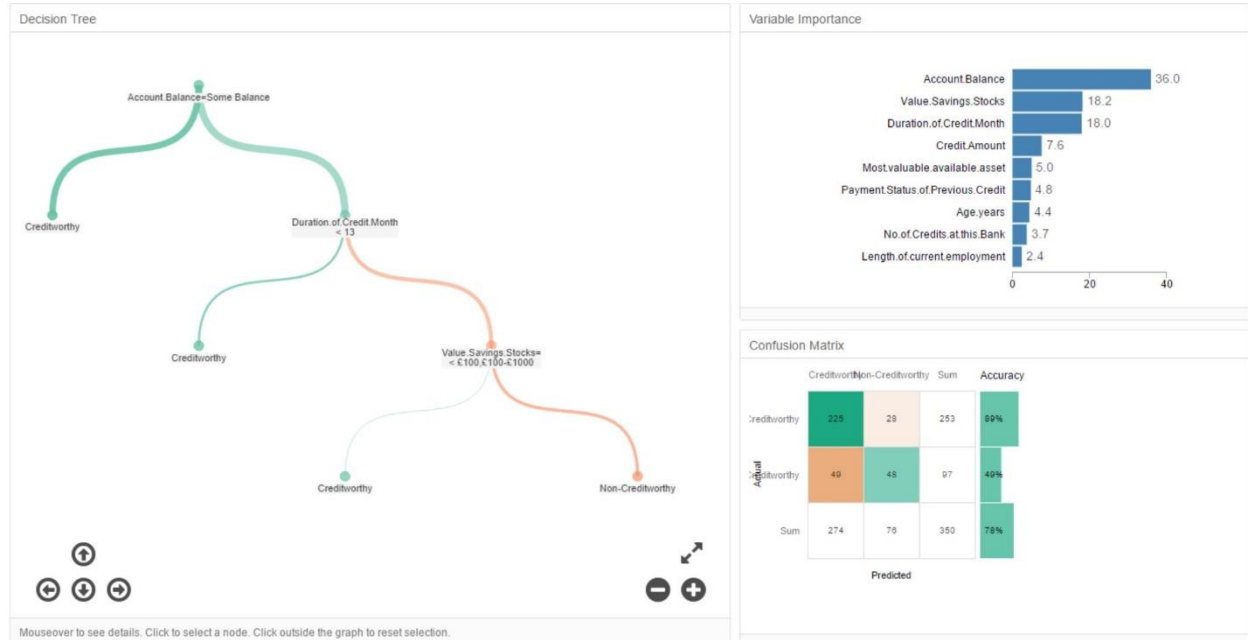 Decision Tree
Account.Balance=Some Balance
Creditworthy
Duration.of.Credit.Month
< 13
Creditworthy
Value.Savings.Stocks=
< £100,£100-£1000
Creditworthy
Non-Creditworthy
Mouseover to see details. Click to select a node. Click outside the graph to reset selection.
Variable Importance
Account.Balance 36.0
Value.Savings.Stocks 18.2
Duration.of.Credit.Month 18.0
Credit.Amount 7.6
Most.valuable.available.asset 5.0
Payment.Status.of.Previous.Credit 4.8
Age.years 4.4
No.of.Credits.at.this.Bank 3.7
Length.of.current.employment 2.4
0 20 40
Confusion Matrix
Sum Accuracy
225 28 253 89%
49 48 97 49%
Sum 274 76 350 78%
Actual
Predicted